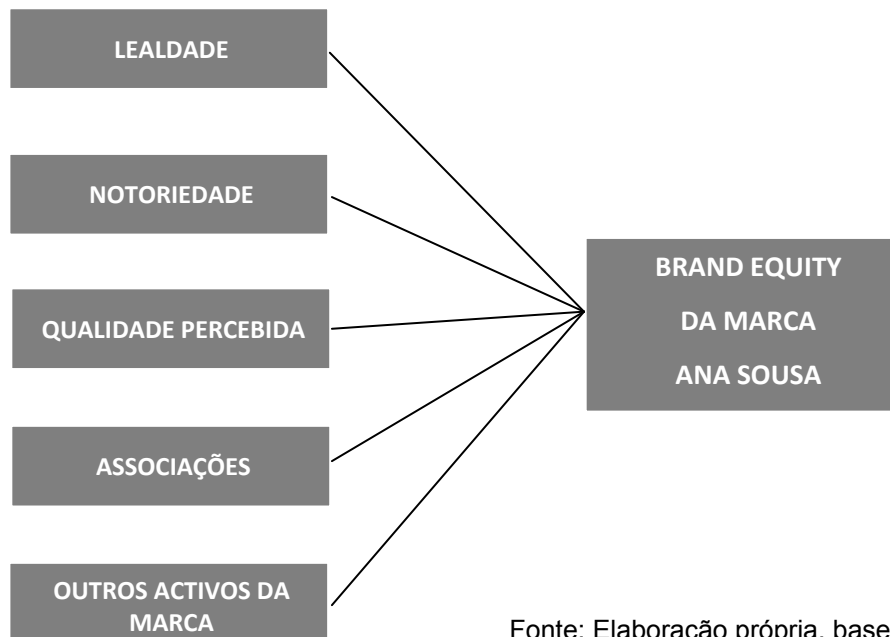 LEALDADE
NOTORIEDADE
QUALIDADE PERCEBIDA
ASSOCIAÇÕES
OUTROS ACTIVOS DA
MARCA
BRAND EQUITY
DA MARCA
ANA SOUSA
Fonte: Elaboração própria, base